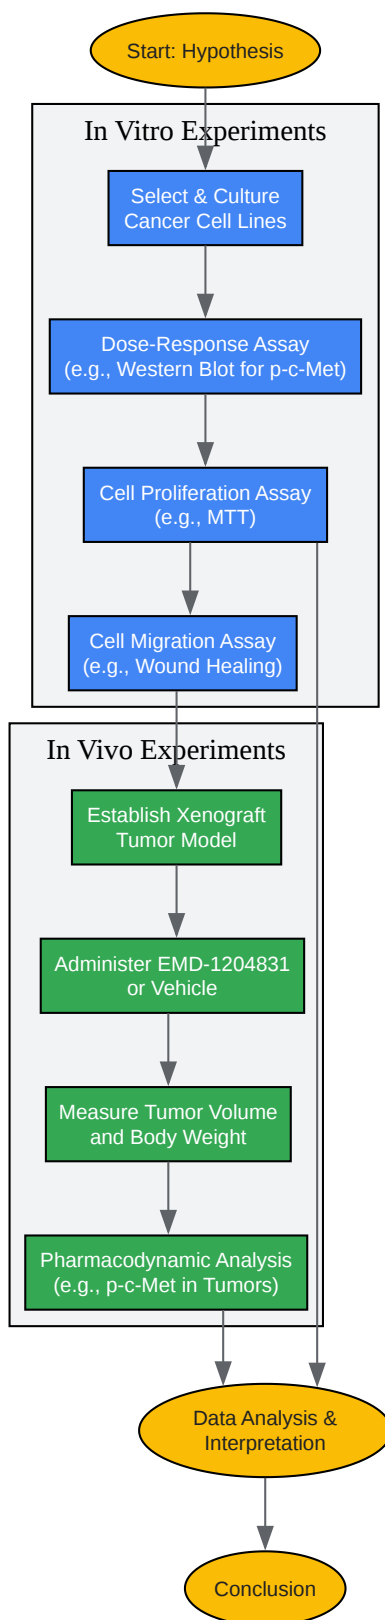 Start: Hypothesis
In Vitro Experiments
Select & Culture
Cancer Cell Lines
Dose-Response Assay
(e.g., Western Blot for p-c-Met)
Cell Proliferation Assay
(e.g., MTT)
Cell Migration Assay
(e.g., Wound Healing)
In Vivo Experiments
Establish Xenograft
Tumor Model
Administer EMD-1204831
or Vehicle
Measure Tumor Volume
and Body Weight
Pharmacodynamic Analysis
(e.g., p-c-Met in Tumors)
Data Analysis &
Interpretation
Conclusion